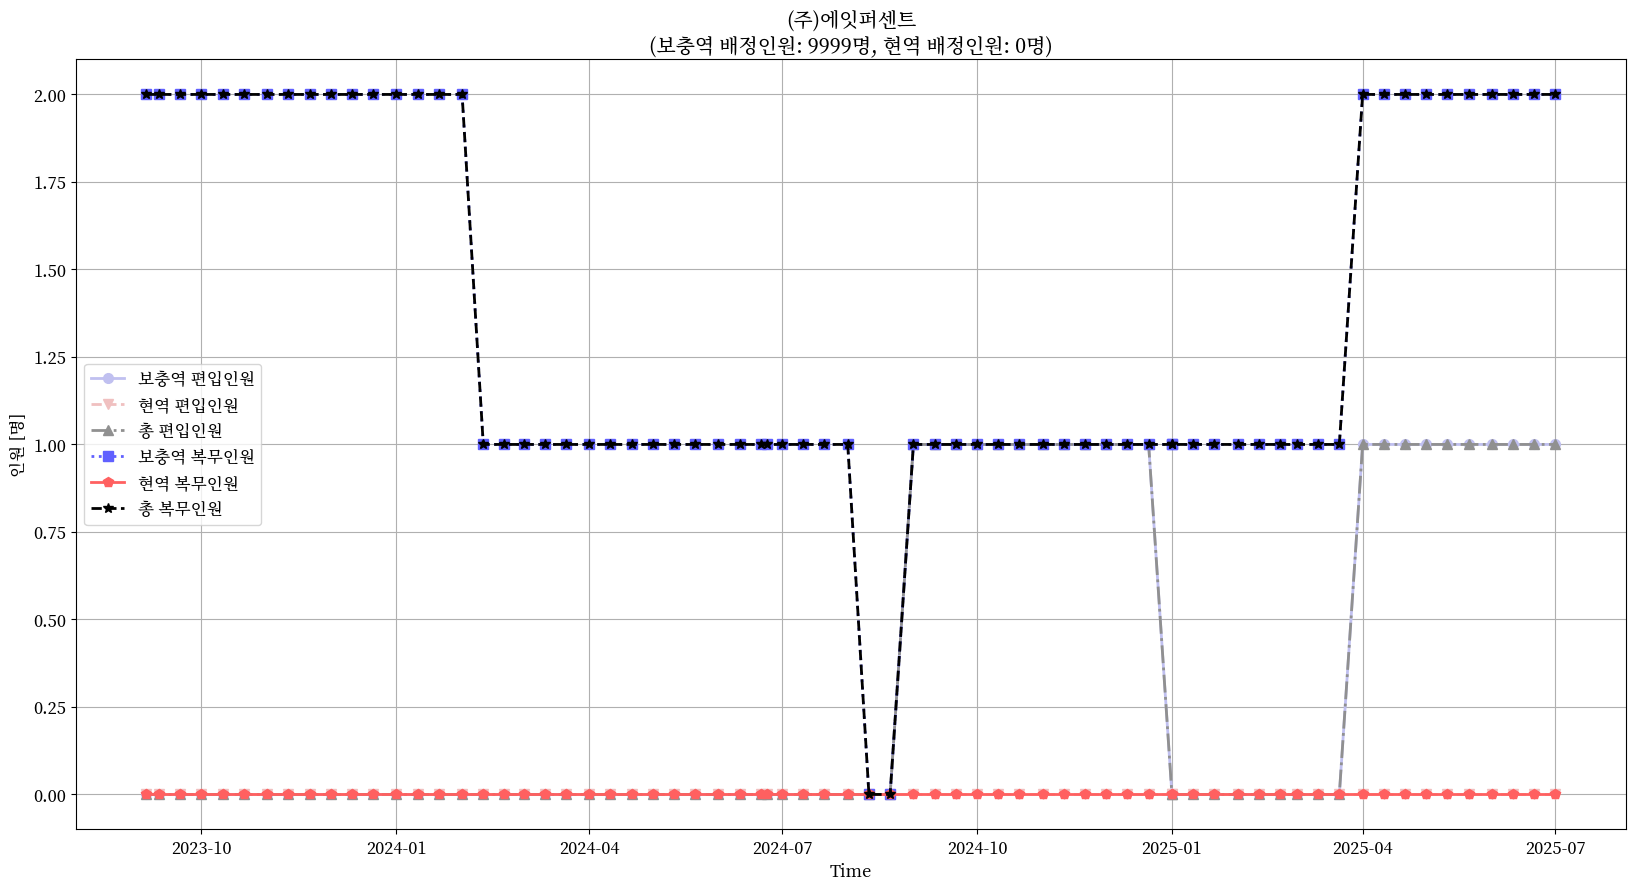 (주)에잇퍼센트
(보충역 배정인원: 9999명, 현역 배정인원: 0명)
인원 [명]
2.00
1.75
1.50
1.25
1.00
0.75
0.50
0.25
0.00
보충역 편입인원
현역 편입인원
총 편입인원
보충역 복무인원
현역 복무인원
총 복무인원
2023-10
2024-01
2024-04
2024-07
2024-10
2025-01
2025-04
2025-07
Time